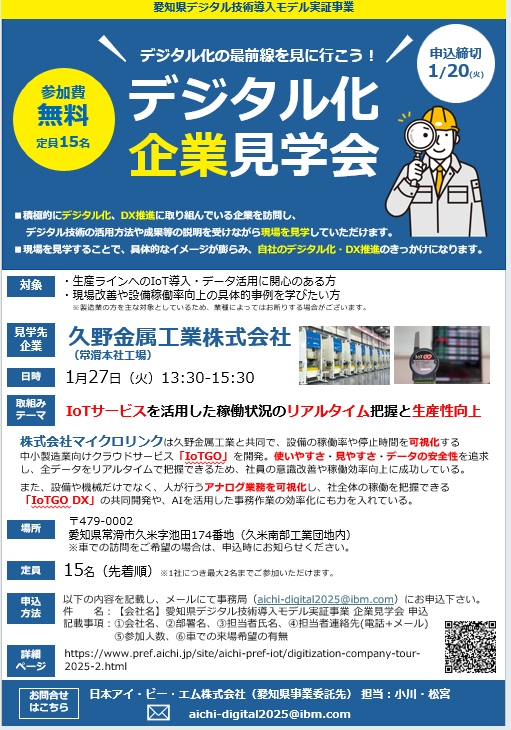 愛知県デジタル技術導入モデル実証事業
デジタル化の最前線を見に行こう！
申込締切
1/20(火)
参加費
無料
定員15名
デジタル化
企業見学会
■積極的にデジタル化、DX推進に取り組んでいる企業を訪問し、
デジタル技術の活用方法や成果等の説明を受けながら現場を見学していただけます。
■現場を見学することで、具体的なイメージが膨らみ、自社のデジタル化・DX推進のきっかけになります。
対象
・生産ラインへのIoT導入・データ活用に関心のある方
・現場改善や設備稼働率向上の具体的事例を学びたい方
※製造業の方を主な対象としているため、業種によってはお断りする場合がございます。
見学先
企業
久野金属工業株式会社
（常滑本社工場）
IoTGO
日時
1月27日（火）13:30-15:30
取組み
テーマ
IoTサービスを活用した稼働状況のリアルタイム把握と生産性向上
株式会社マイクロリンクは久野金属工業と共同で、設備の稼働率や停止時間を可視化する
中小製造業向けクラウドサービス「IoTGO」を開発。使いやすさ・見やすさ・データの安全性を追求
し、全データをリアルタイムで把握できるため、社員の意識改善や稼働効率向上に成功している。
また、設備や機械だけでなく、人が行うアナログ業務を可視化し、社全体の稼働を把握できる
「IoTGO DX」の共同開発や、AIを活用した事務作業の効率化にも力を入れている。
場所
〒479-0002
愛知県常滑市久米字池田174番地（久米南部工業団地内）
※車での訪問をご希望の場合は、申込時にお知らせください。
定員
15名（先着順）※1社につき最大2名までご参加いただけます。
申込
方法
以下の内容を記載し、メールにて事務局（aichi-digital2025@ibm.com）にお申込下さい。
件　　名：【会社名】愛知県デジタル技術導入モデル実証事業 企業見学会 申込
記載事項：①会社名、②部署名、③担当者氏名、④担当者連絡先(電話+メール)
⑤参加人数、⑥車での来場希望の有無
詳細
ページ
https://www.pref.aichi.jp/site/aichi-pref-iot/digitization-company-tour-
2025-2.html
お問合せ
はこちら
日本アイ・ビー・エム株式会社（愛知県事業委託先） 担当：小川・松宮
aichi-digital2025@ibm.com